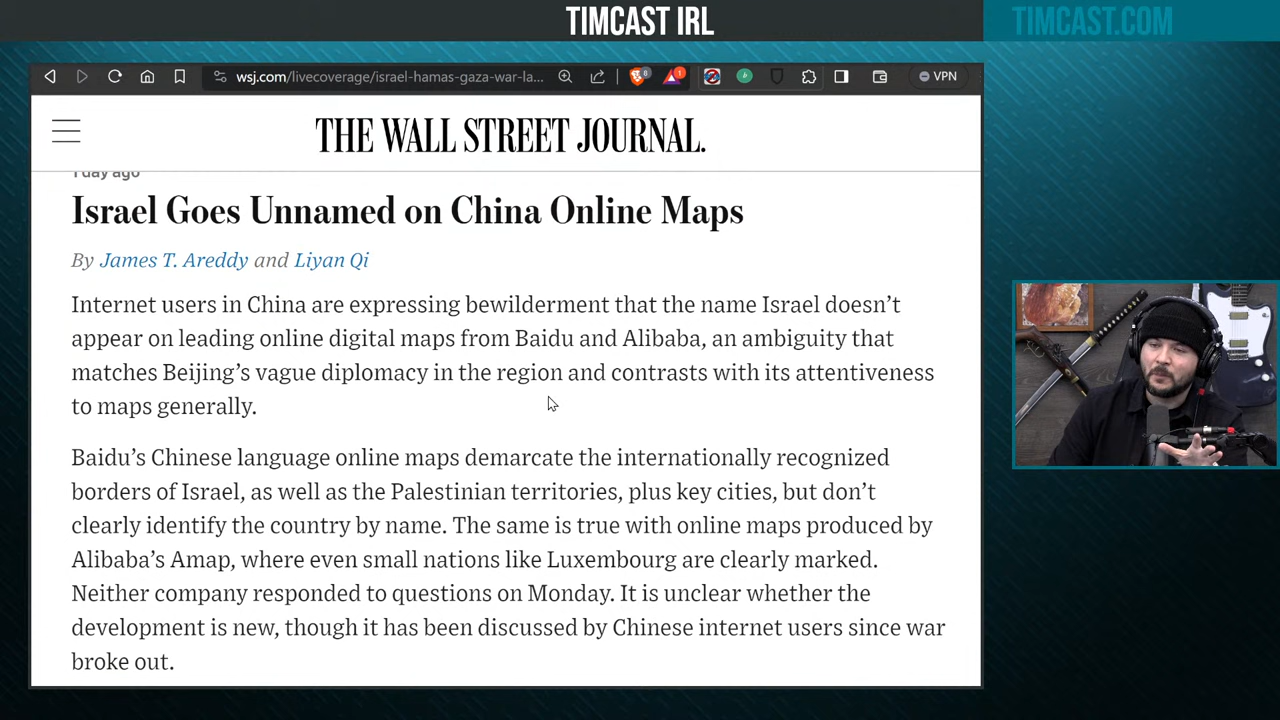 TIMCAST IRL
TIMCAST.COM
wsj.com/livecoverage/israel-hamas-gaza-war-la...
8
1
VPN
THE WALL STREET JOURNAL.
1 day ago
Israel Goes Unnamed on China Online Maps
By James T. Areddy and Liyan Qi
Internet users in China are expressing bewilderment that the name Israel doesn’t
appear on leading online digital maps from Baidu and Alibaba, an ambiguity that
matches Beijing’s vague diplomacy in the region and contrasts with its attentiveness
to maps generally.
Baidu’s Chinese language online maps demarcate the internationally recognized
borders of Israel, as well as the Palestinian territories, plus key cities, but don’t
clearly identify the country by name. The same is true with online maps produced by
Alibaba’s Amap, where even small nations like Luxembourg are clearly marked.
Neither company responded to questions on Monday. It is unclear whether the
development is new, though it has been discussed by Chinese internet users since war
broke out.